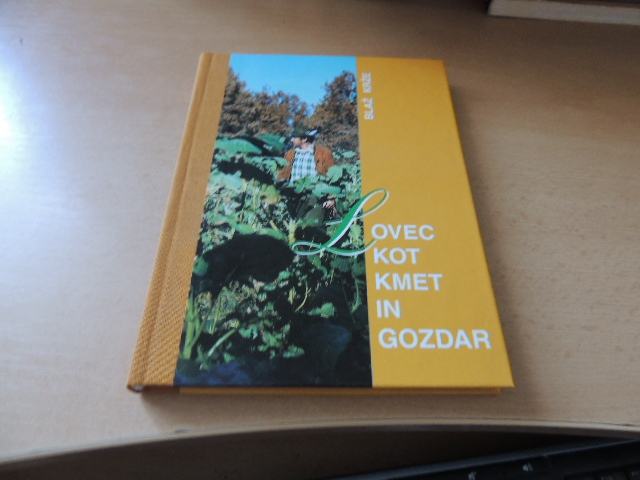 BLAŽ KRŽE
LOVEC
KOT
KMET
IN
GOZDAR